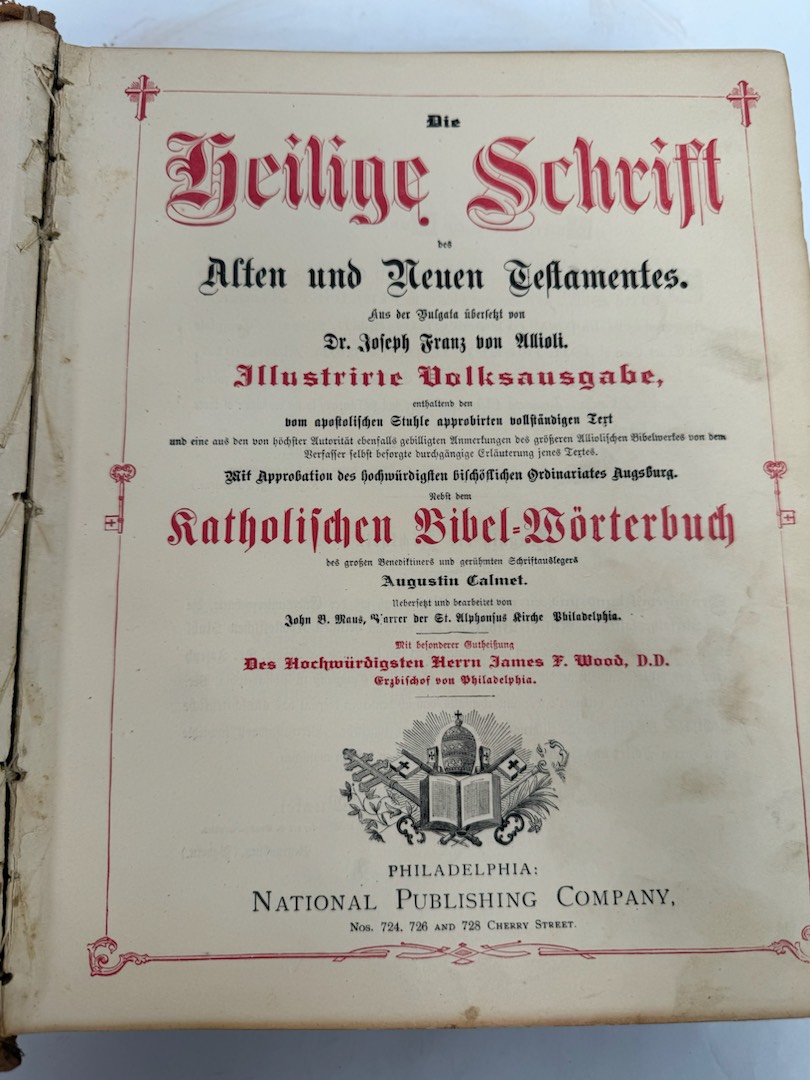 Die
Heilige Schrift
des
Alten und Neuen Testamentes.
Aus der Vulgata übersetzt von
Dr. Joseph Franz von Allioli.
Illustrirte Volksausgabe,
enthaltend den
vom apostolischen Stuhle approbirten vollständigen Text
und eine aus den von höchster Autorität ebenfalls gebilligten Anmerkungen des größeren Alliolischen Bibelwerkes von dem
Verfasser selbst besorgte durchgängige Erläuterung jenes Textes.
Mit Approbation des hochwürdigsten bischöflichen Ordinariates Augsburg.
Nebst dem
Katholischen Bibel-Wörterbuch
des großen Benediktiners und gerühmten Schriftauslegers
Augustin Calmet.
Uebersetzt und bearbeitet von
John B. Maus, Pfarrer der St. Alphonsus Kirche Philadelphia.
Mit besonderer Gutheißung
Des Hochwürdigsten Herrn James F. Wood, D.D.
Erzbischof von Philadelphia.
PHILADELPHIA:
NATIONAL PUBLISHING COMPANY,
NOS. 724, 726 AND 728 CHERRY STREET.